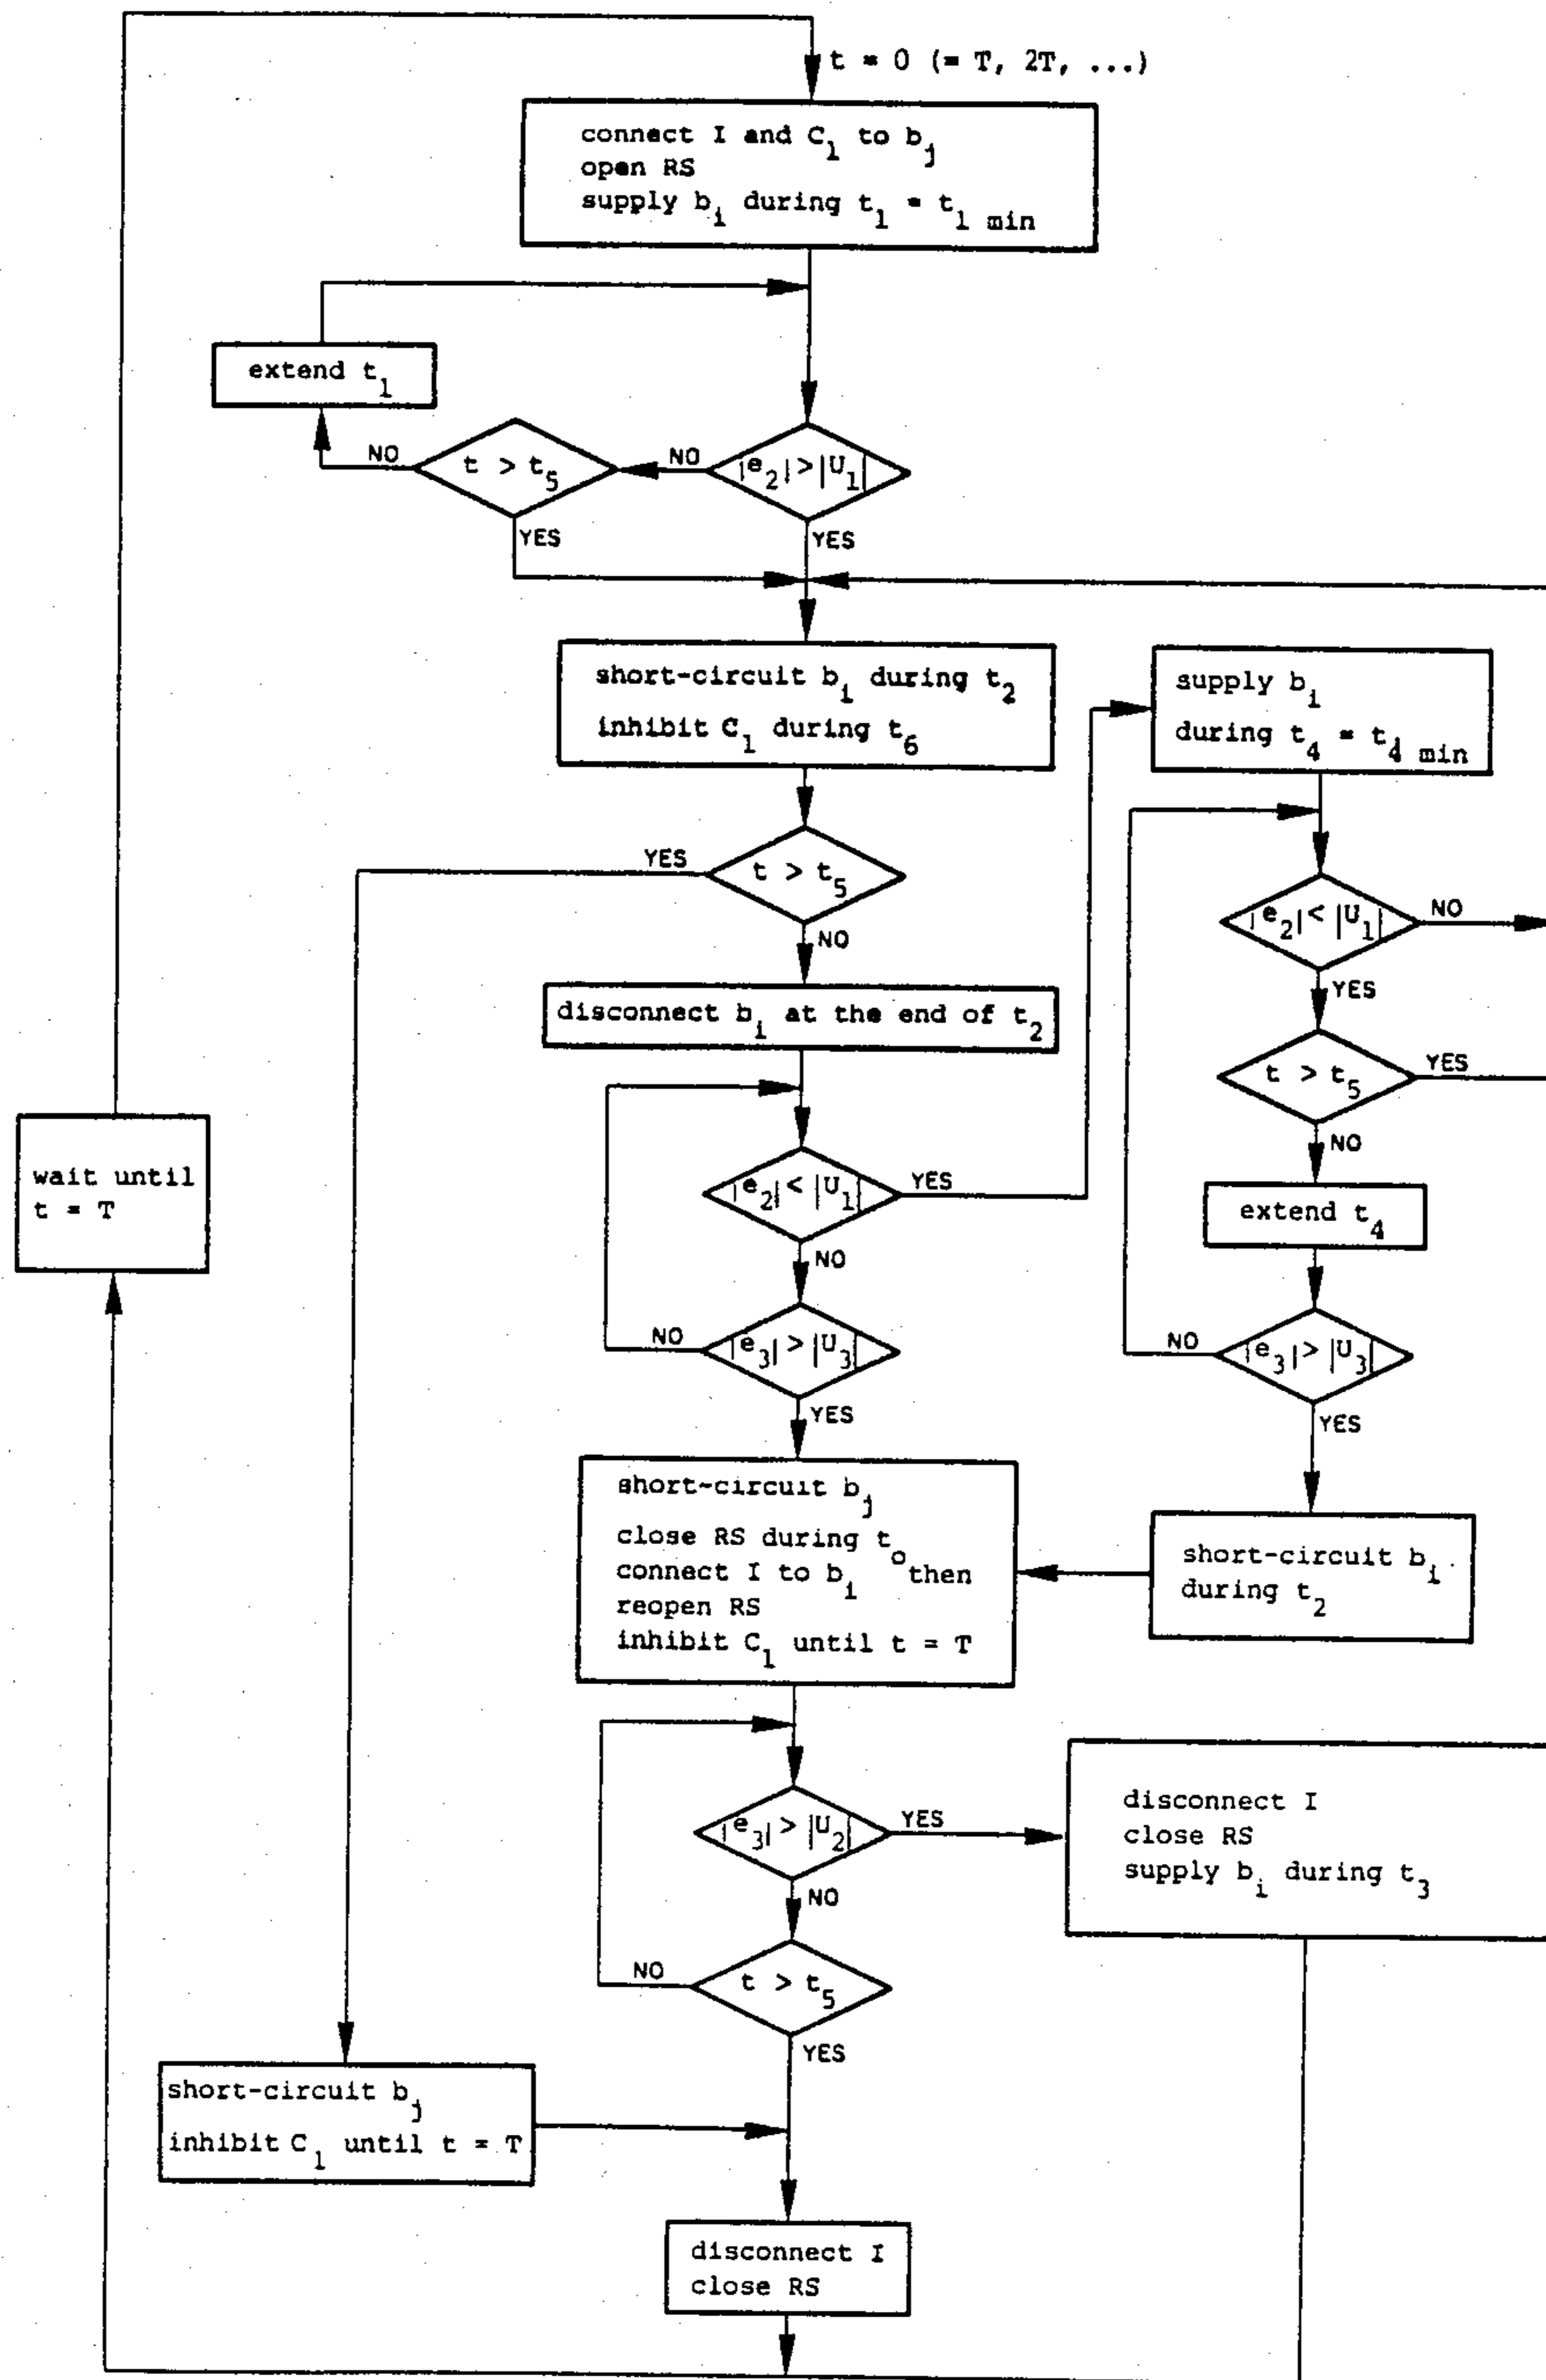 t = 0 (= T, 2T, ...)
connect I and C₁ to bⱼ
open RS
supply bᵢ during t₁ = t₁ min
extend t₁
NO
t > t₅
NO
|e₂| > |U₁|
YES
YES
short-circuit bᵢ during t₂
inhibit C₁ during t₆
supply bᵢ
during t₄ = t₄ min
YES
t > t₅
NO
|e₂| < |U₁|
NO
YES
disconnect bᵢ at the end of t₂
t > t₅
YES
NO
wait until
t = T
|e₂| < |U₁|
YES
NO
extend t₄
NO
|e₃| > |U₃|
YES
NO
|e₃| > |U₃|
YES
short-circuit bⱼ
close RS during t₀ then
connect I to bᵢ
reopen RS
inhibit C₁ until t = T
short-circuit bᵢ
during t₂
|e₃| > |U₂|
YES
NO
disconnect I
close RS
supply bᵢ during t₃
NO
t > t₅
YES
short-circuit bⱼ
inhibit C₁ until t = T
disconnect I
close RS